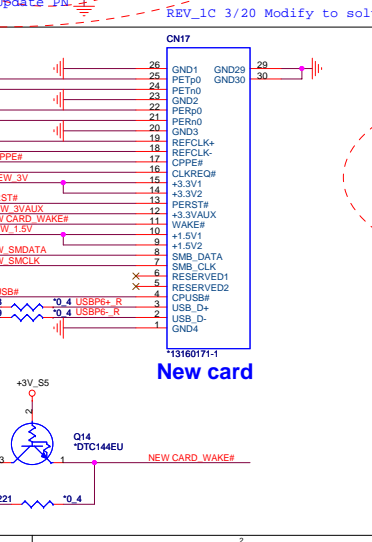 Update PN
REV_1C 3/20 Modify to sol
CN17
26 GND1 GND29 29
25 PETp0 GND30 30
24 PETn0
23 GND2
22 PERp0
21 PERn0
20 GND3
19 REFCLK+
18 REFCLK-
PPE# 17 CPPE#
16 CLKREQ#
EW_3V 15 +3.3V1
14 +3.3V2
RST# 13 PERST#
W_3VAUX 12 +3.3VAUX
W CARD_WAKE# 11 WAKE#
W_1.5V 10 +1.5V1
9 +1.5V2
W_SMDATA 8 SMB_DATA
W_SMCLK 7 SMB_CLK
6 RESERVED1
5 RESERVED2
USB# 4 CPUSB#
*0_4 USBP6+_R 3 USB_D+
*0_4 USBP6-_R 2 USB_D-
1 GND4
*13160171-1
New card
+3V_S5
2
Q14
*DTC144EU
3 1 NEW CARD_WAKE#
221 *0_4
2